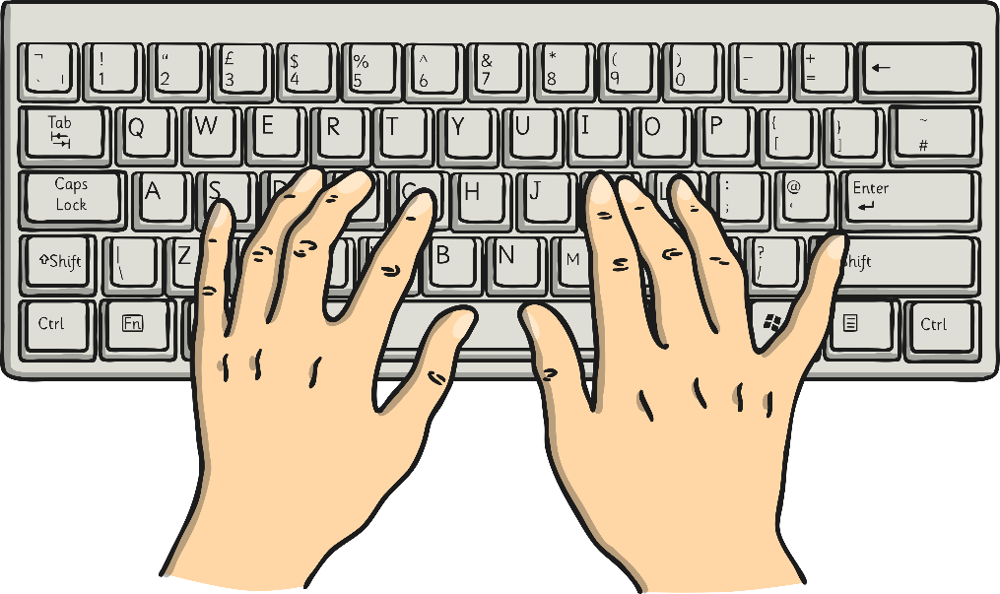 ¬ ! “ £ $ % ^ & * ( ) _ +
` ¦ 1 2 3 4 5 6 7 8 9 0 - = ←
Tab Q W E R T Y U I O P { } ~
[ ] #
Caps A S D G H J L : @ Enter
Lock ; ‘
⇧Shift | Z B N M ? Shift
\ /
Ctrl Fn Ctrl